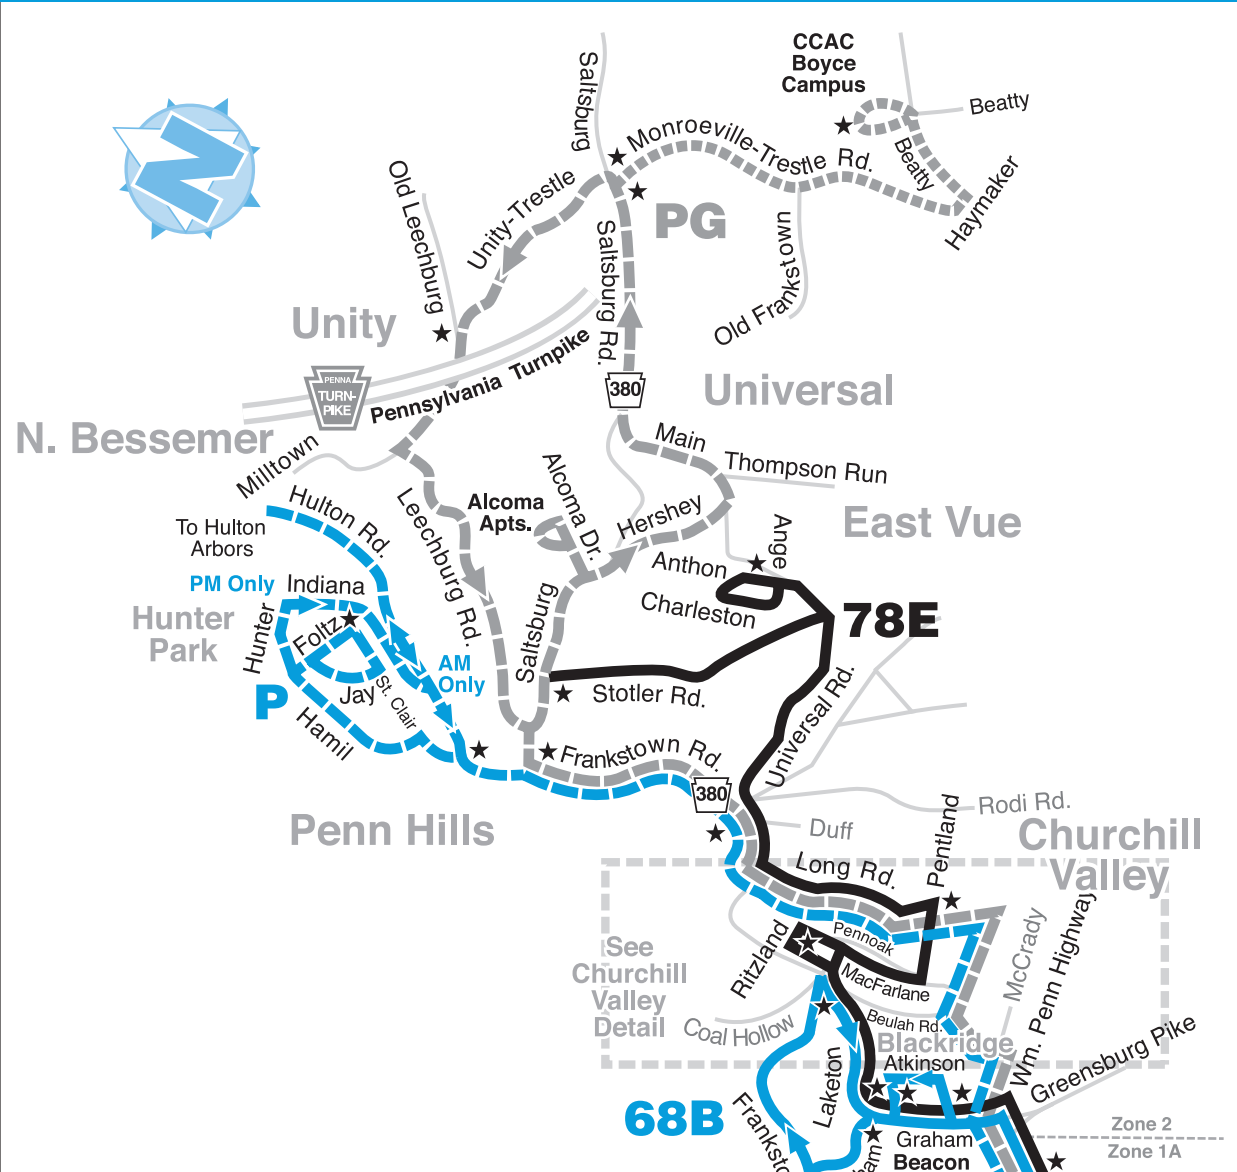 CCAC
Boyce
Campus
Beatty
Beatty
Haymaker
Saltsburg
Monroeville-Trestle Rd.
PG
Old Frankstown
N
Old Leechburg
Unity-Trestle
Saltsburg Rd.
Unity
PENNA
TURN-
PIKE
Pennsylvania Turnpike
380
Universal
N. Bessemer
Milltown
Main
Thompson Run
Hulton Rd.
To Hulton
Arbors
Leechburg Rd.
Alcoma
Apts.
Alcoma Dr.
Hershey
East Vue
Ange
Anthon
Charleston
78E
PM Only
Indiana
Hunter
Park
Hunter
Foltz
Jay
St. Clair
AM
Only
P
Hamil
Saltsburg
Stotler Rd.
Universal Rd.
Frankstown Rd.
380
Penn Hills
Rodi Rd.
Duff
Pentland
Churchill
Valley
Long Rd.
See
Churchill
Valley
Detail
Ritzland
Pennoak
MacFarlane
McCrady
Wm. Penn Highway
Coal Hollow
Beulah Rd.
Blackridge
Atkinson
Greensburg Pike
Laketon
68B
Graham
Beacon
Zone 2
Zone 1A